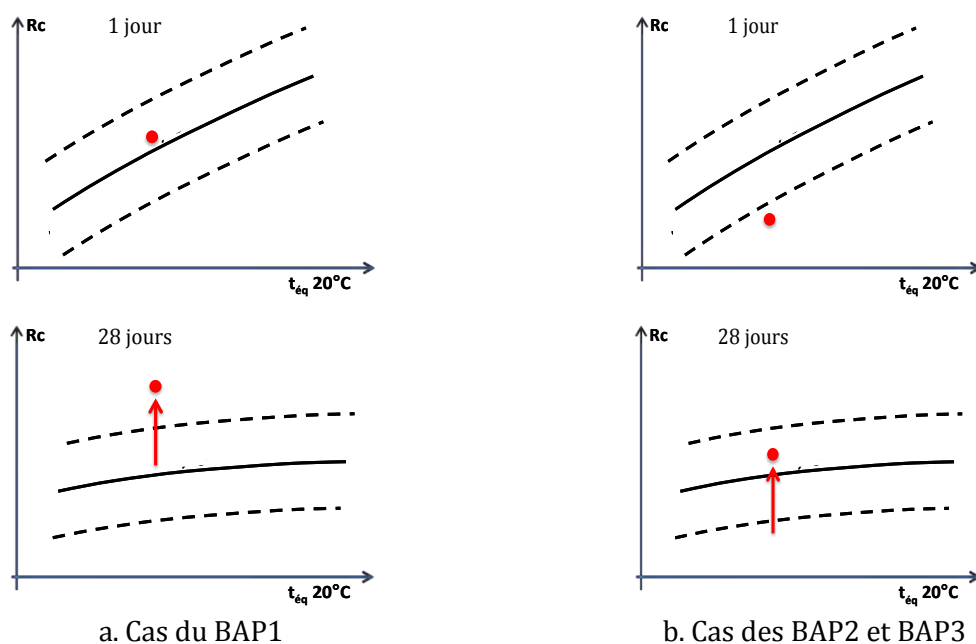 Rc
1 jour
t_éq 20°C
Rc
1 jour
t_éq 20°C
Rc
28 jours
t_éq 20°C
Rc
28 jours
t_éq 20°C
a. Cas du BAP1
b. Cas des BAP2 et BAP3